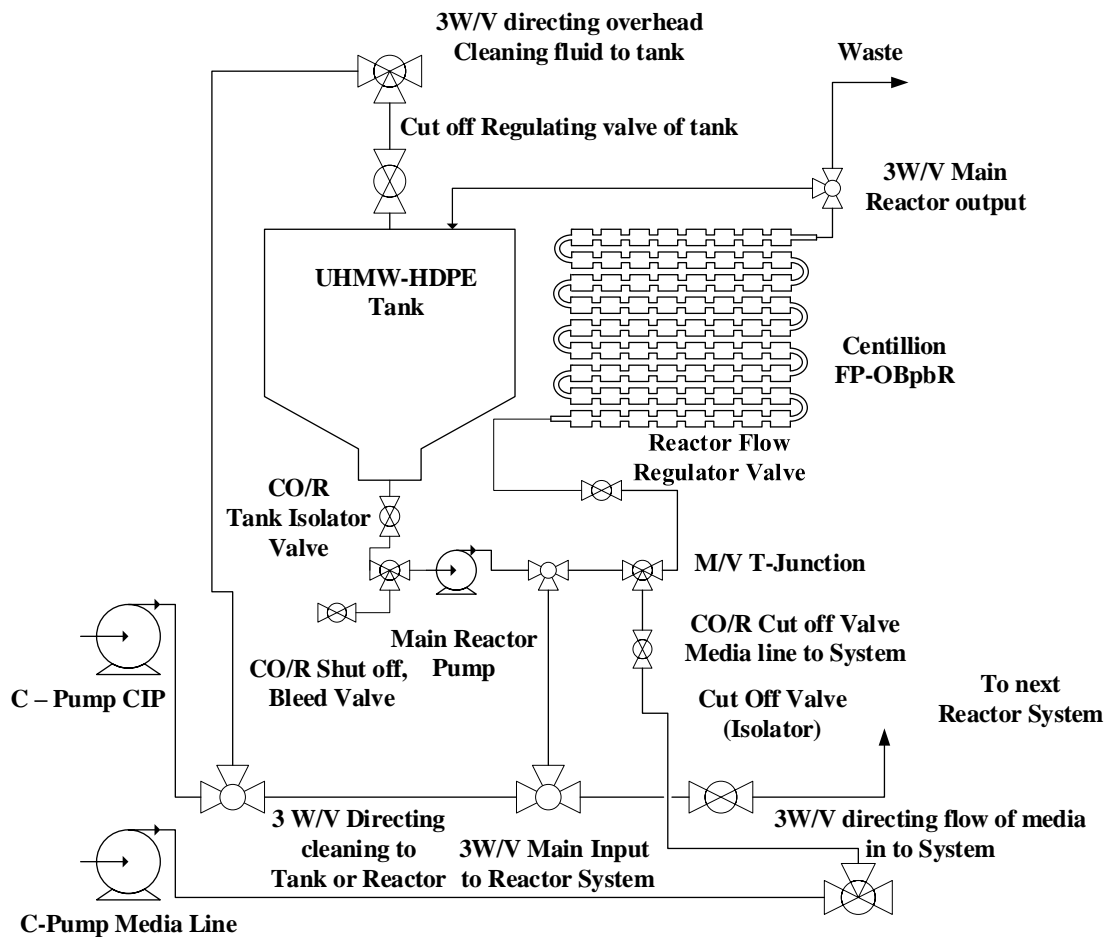 3W/V directing overhead
Cleaning fluid to tank
Waste
Cut off Regulating valve of tank
3W/V Main
Reactor output
UHMW-HDPE
Tank
Centillion
FP-OBpbR
Reactor Flow
Regulator Valve
CO/R
Tank Isolator
Valve
M/V T-Junction
Main Reactor
Pump
CO/R Cut off Valve
Media line to System
CO/R Shut off,
Bleed Valve
C – Pump CIP
Cut Off Valve
(Isolator)
To next
Reactor System
3 W/V Directing
cleaning to
Tank or Reactor
3W/V Main Input
to Reactor System
3W/V directing flow of media
in to System
C-Pump Media Line